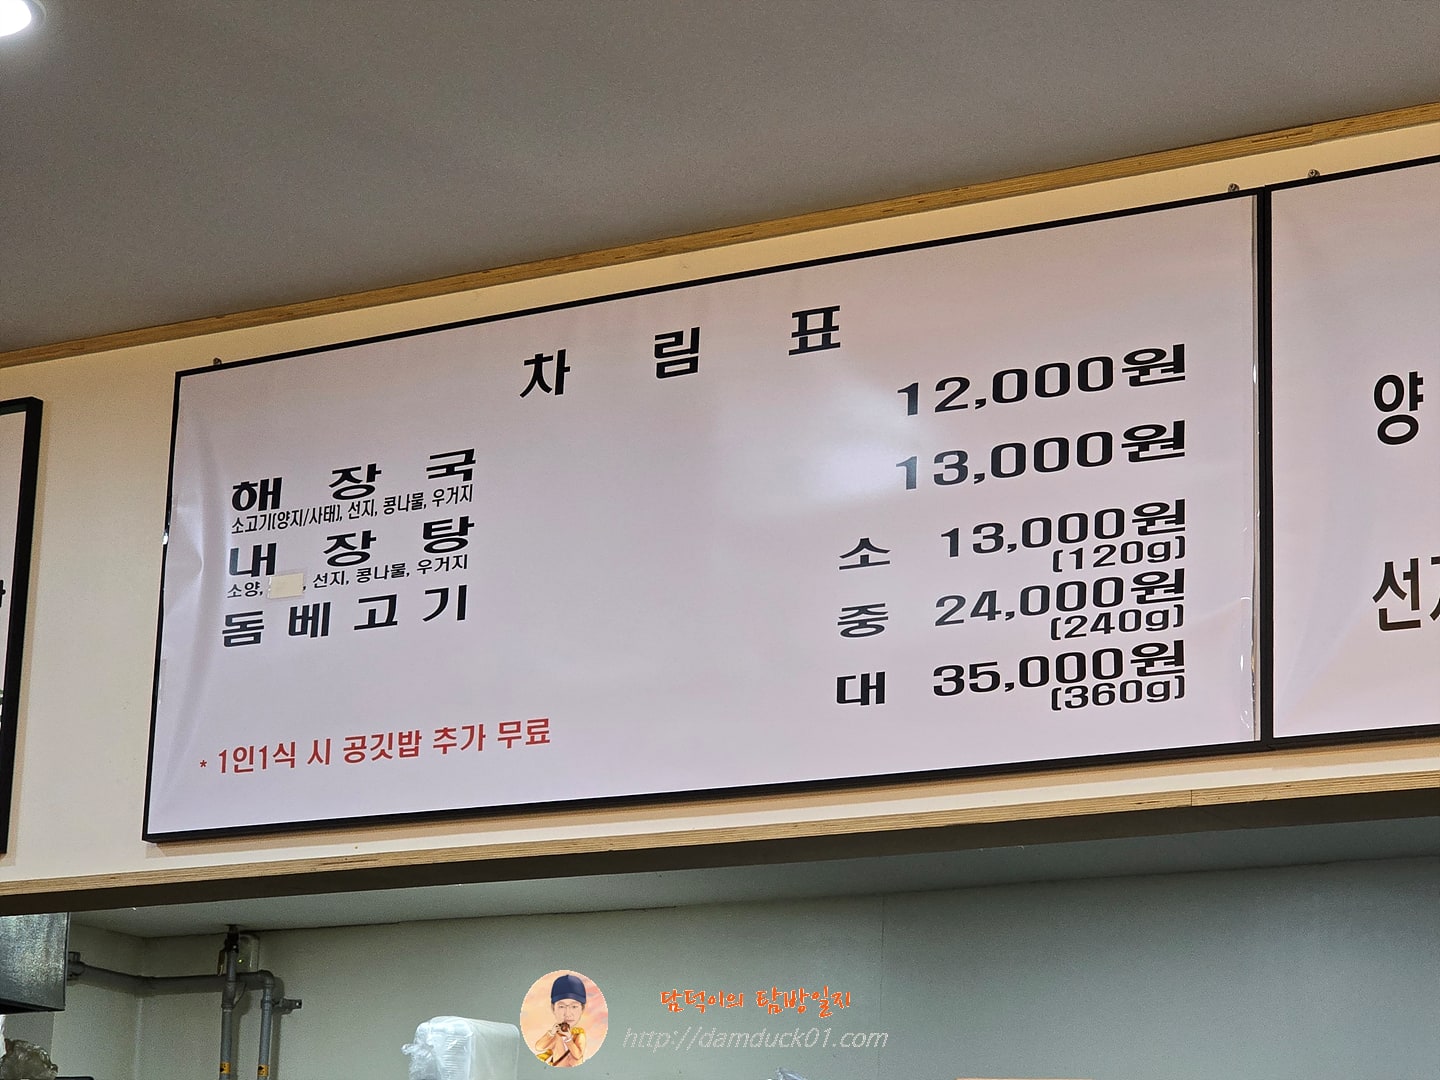 차 림 표
해 장 국 12,000원
소고기(양지/사태), 선지, 콩나물, 우거지
내 장 탕 13,000원
소양, , 선지, 콩나물, 우거지
돔베고기 소 13,000원
(120g)
중 24,000원
(240g)
대 35,000원
(360g)
* 1인1식 시 공깃밥 추가 무료
양
선지
담덕이의 탐방일지
http://damduck01.com